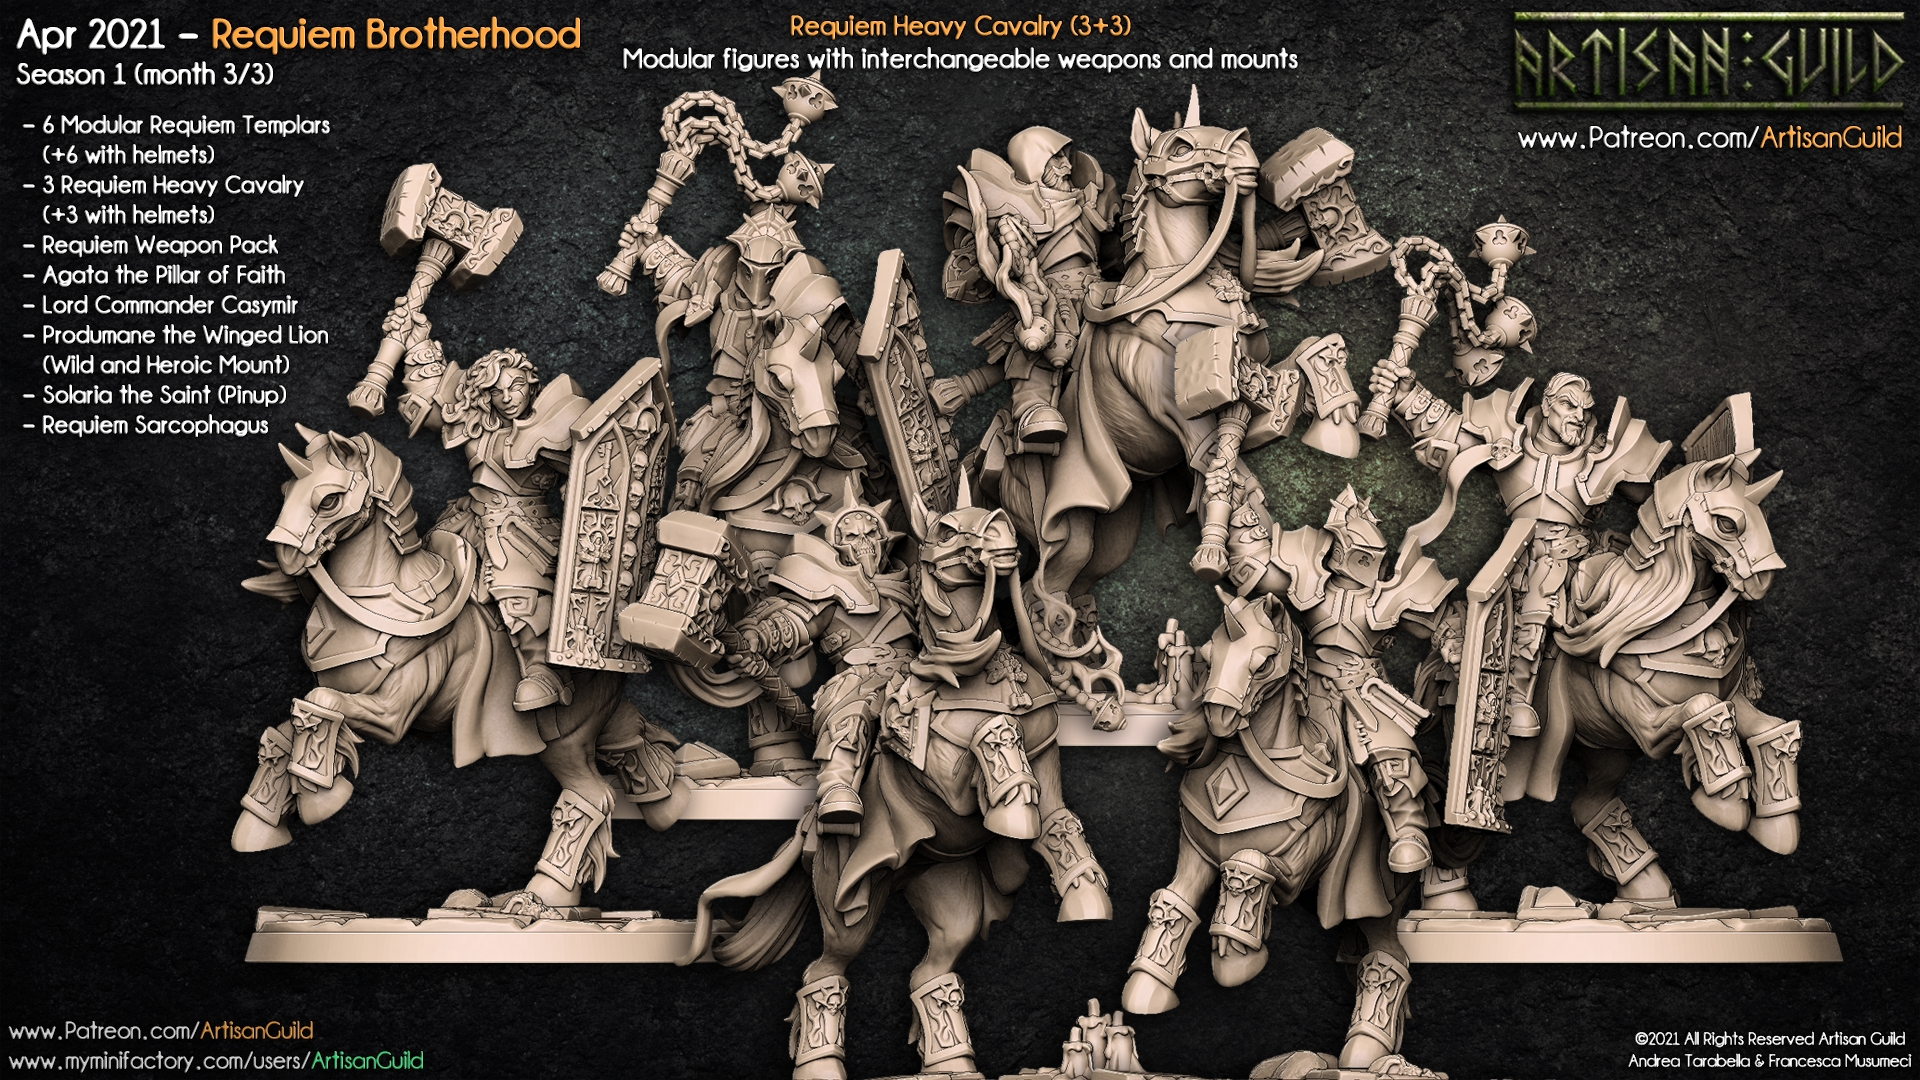 Apr 2021 – Requiem Brotherhood
Season 1 (month 3/3)
– 6 Modular Requiem Templars
(+6 with helmets)
– 3 Requiem Heavy Cavalry
(+3 with helmets)
– Requiem Weapon Pack
– Agata the Pillar of Faith
– Lord Commander Casymir
– Produmane the Winged Lion
(Wild and Heroic Mount)
– Solaria the Saint (Pinup)
– Requiem Sarcophagus
Requiem Heavy Cavalry (3+3)
Modular figures with interchangeable weapons and mounts
ARTISAN:GUILD
www.Patreon.com/ArtisanGuild
www.Patreon.com/ArtisanGuild
www.myminifactory.com/users/ArtisanGuild
©2021 All Rights Reserved Artisan Guild
Andrea Tarabella & Francesca Musumeci